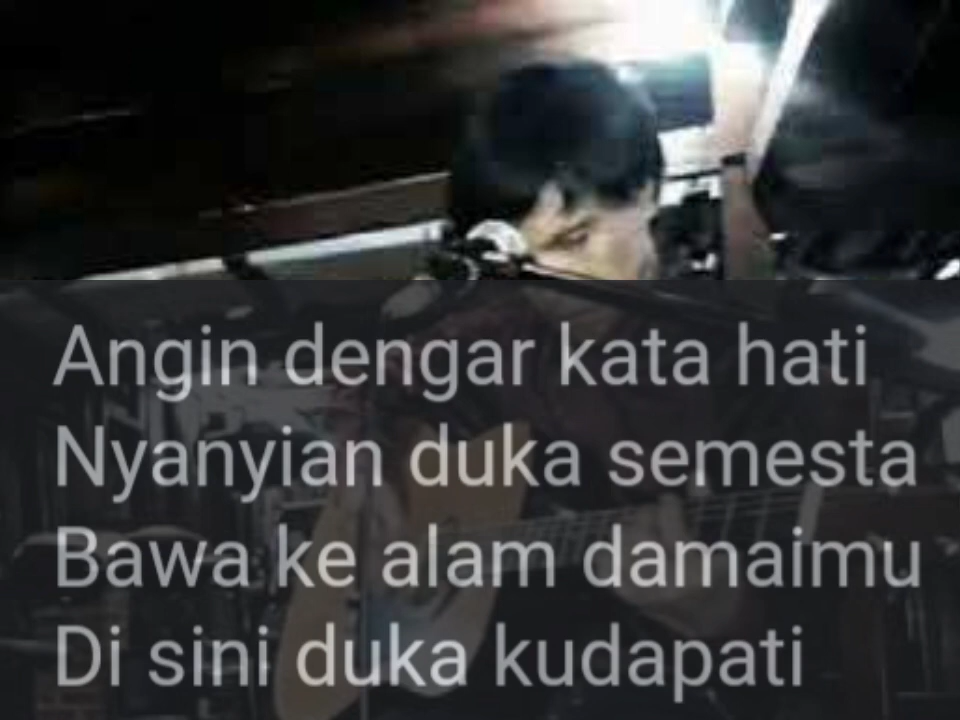 Angin dengar kata hati
Nyanyian duka semesta
Bawa ke alam damaimu
Di sini duka kudapati